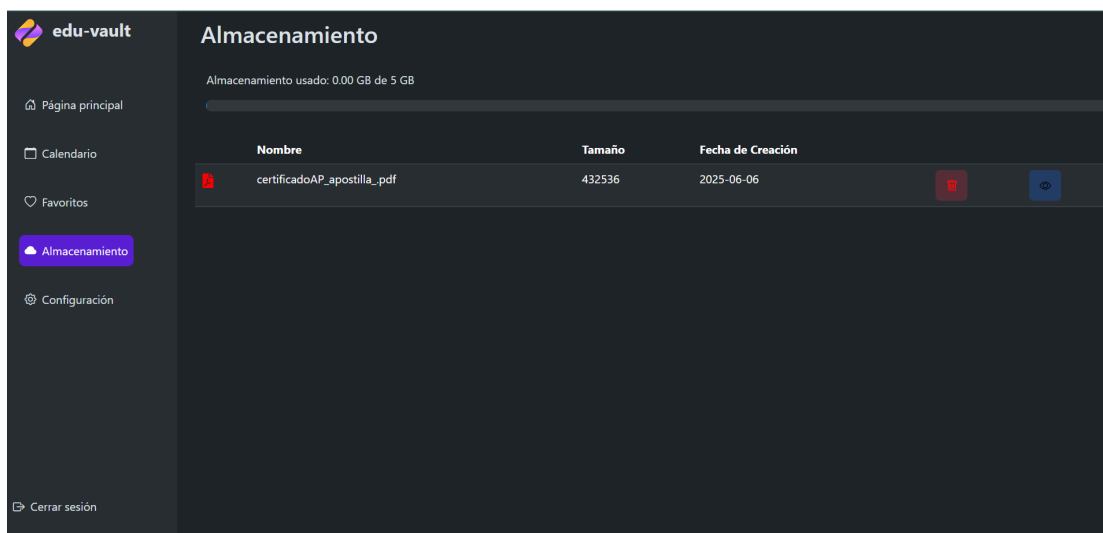 edu-vault
Almacenamiento
Almacenamiento usado: 0.00 GB de 5 GB
Página principal
Calendario
Favoritos
Almacenamiento
Configuración
Cerrar sesión
Nombre Tamaño Fecha de Creación
certificadoAP_apostilla_.pdf 432536 2025-06-06